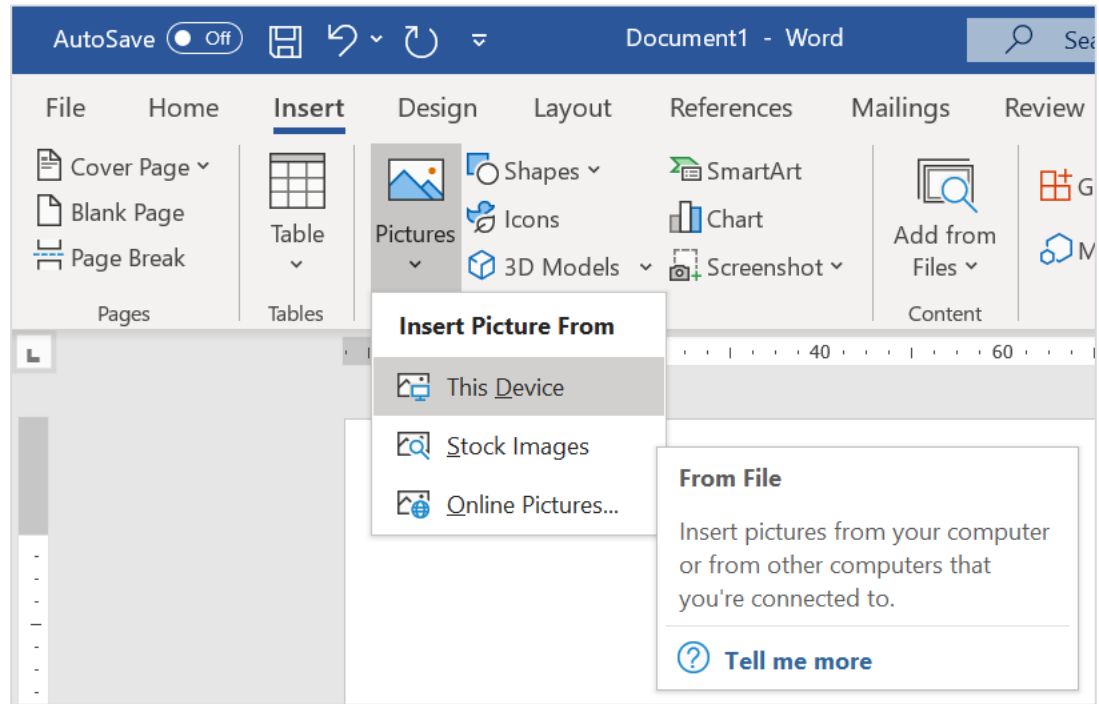 AutoSave Off Document1 - Word
File Home Insert Design Layout References Mailings Review
Cover Page
Blank Page
Page Break
Pages
Table
Tables
Pictures
Shapes
Icons
3D Models
SmartArt
Chart
Screenshot
Add from
Files
Content
Insert Picture From
This Device
Stock Images
Online Pictures...
40 60
From File
Insert pictures from your computer
or from other computers that
you're connected to.
Tell me more